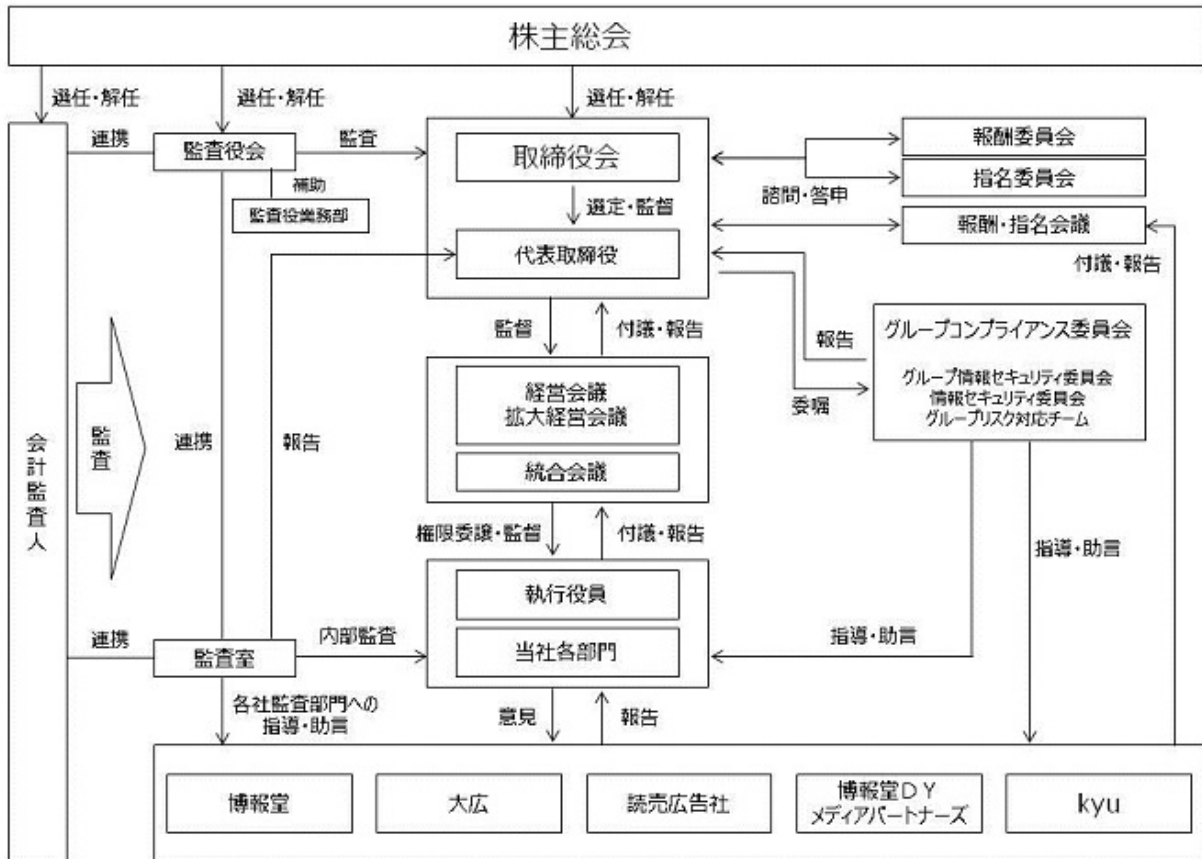 株主総会
選任・解任
選任・解任
選任・解任
連携
監査役会
監査
取締役会
報酬委員会
指名委員会
諮問・答申
補助
監査役業務部
選定・監督
代表取締役
報酬・指名会議
付議・報告
監督
付議・報告
報告
委嘱
グループコンプライアンス委員会
グループ情報セキュリティ委員会
情報セキュリティ委員会
グループリスク対応チーム
経営会議
拡大経営会議
統合会議
会計監査人
監査
連携
報告
権限委譲・監督
付議・報告
指導・助言
執行役員
当社各部門
連携
監査室
内部監査
指導・助言
各社監査部門への
指導・助言
意見
報告
博報堂
大広
読売広告社
博報堂DY
メディアパートナーズ
kyu